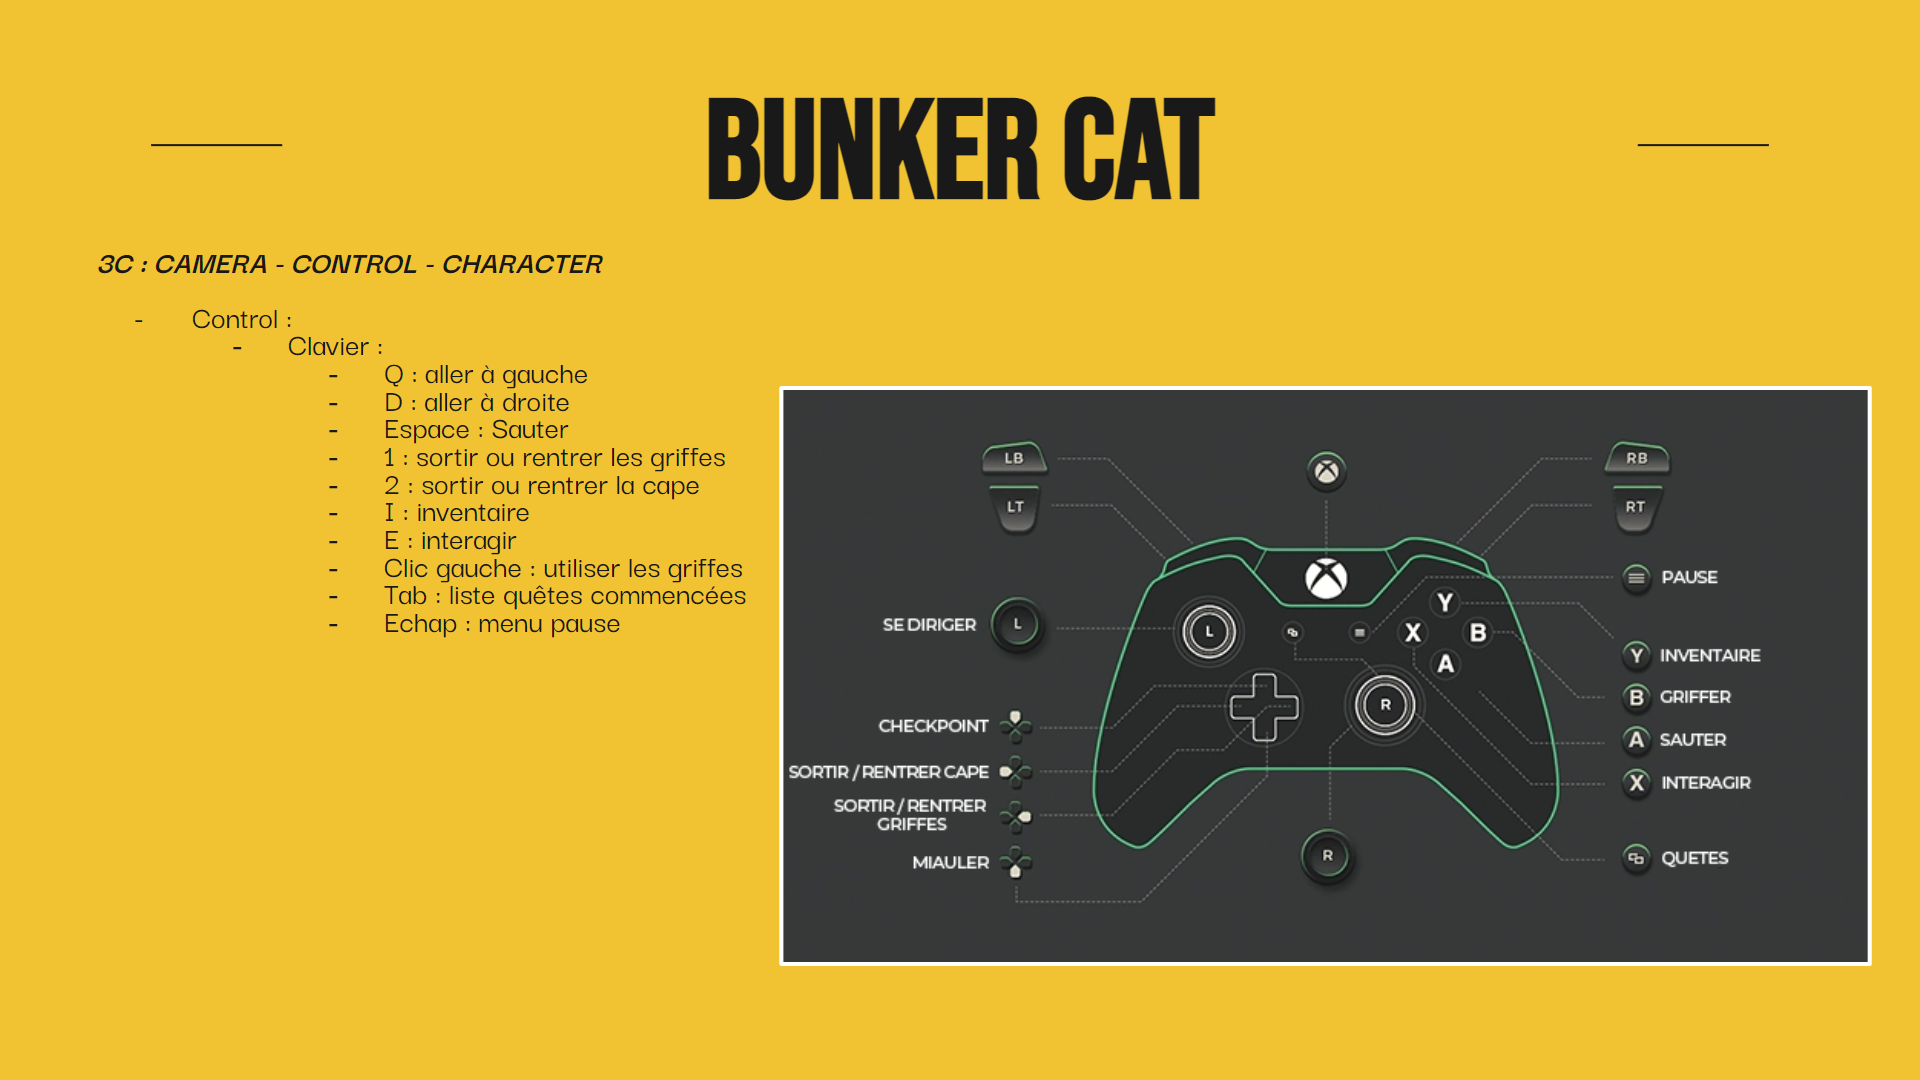 BUNKER CAT
3C : CAMERA - CONTROL - CHARACTER
- Control :
- Clavier :
- Q : aller à gauche
- D : aller à droite
- Espace : Sauter
- 1 : sortir ou rentrer les griffes
- 2 : sortir ou rentrer la cape
- I : inventaire
- E : interagir
- Clic gauche : utiliser les griffes
- Tab : liste quêtes commencées
- Echap : menu pause
LB
LT
RB
RT
SE DIRIGER L
CHECKPOINT
SORTIR / RENTRER CAPE
SORTIR / RENTRER
GRIFFES
MIAULER
L
Y
X
B
A
R
R
PAUSE
Y INVENTAIRE
B GRIFFER
A SAUTER
X INTERAGIR
QUETES